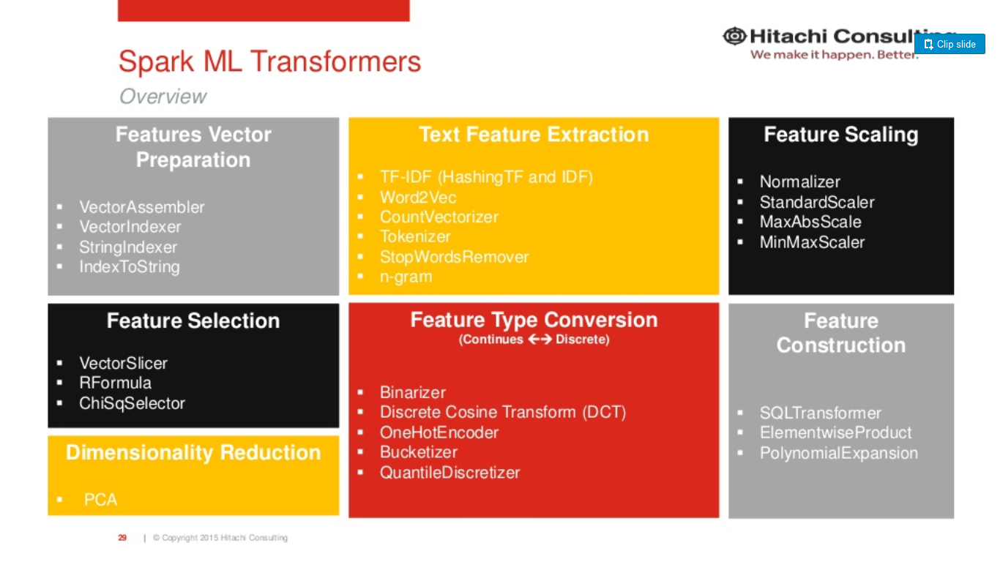 Hitachi Consulting
We make it happen. Better.
Clip slide
Spark ML Transformers
Overview
Features Vector
Preparation
▪ VectorAssembler
▪ VectorIndexer
▪ StringIndexer
▪ IndexToString
Text Feature Extraction
▪ TF-IDF (HashingTF and IDF)
▪ Word2Vec
▪ CountVectorizer
▪ Tokenizer
▪ StopWordsRemover
▪ n-gram
Feature Scaling
▪ Normalizer
▪ StandardScaler
▪ MaxAbsScale
▪ MinMaxScaler
Feature Selection
▪ VectorSlicer
▪ RFormula
▪ ChiSqSelector
Dimensionality Reduction
▪ PCA
Feature Type Conversion
(Continues ←→ Discrete)
▪ Binarizer
▪ Discrete Cosine Transform (DCT)
▪ OneHotEncoder
▪ Bucketizer
▪ QuantileDiscretizer
Feature
Construction
▪ SQLTransformer
▪ ElementwiseProduct
▪ PolynomialExpansion
29 | © Copyright 2015 Hitachi Consulting